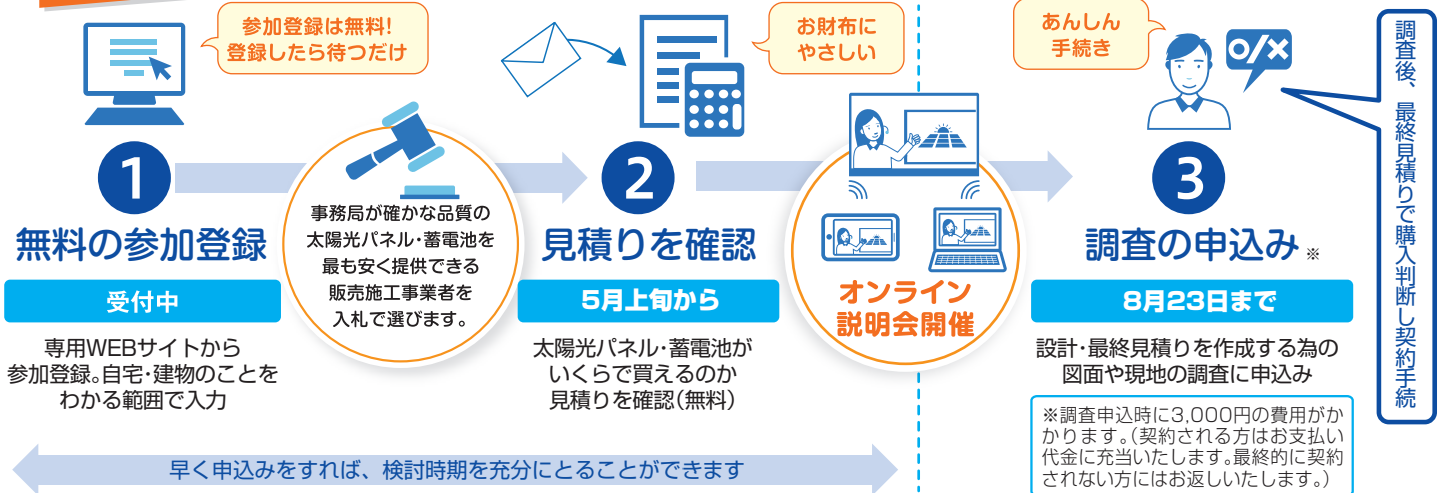 参加登録は無料!
登録したら待つだけ
1
無料の参加登録
受付中
専用WEBサイトから
参加登録。自宅・建物のことを
わかる範囲で入力
事務局が確かな品質の
太陽光パネル・蓄電池を
最も安く提供できる
販売施工事業者を
入札で選びます。
お財布に
やさしい
2
見積りを確認
5月上旬から
太陽光パネル・蓄電池が
いくらで買えるのか
見積りを確認(無料)
オンライン
説明会開催
あんしん
手続き
o/x
3
調査の申込み※
8月23日まで
設計・最終見積りを作成する為の
図面や現地の調査に申込み
※調査申込時に3,000円の費用がか
かります。(契約される方はお支払い
代金に充当いたします。最終的に契約
されない方にはお返しいたします。)
調査後、最終見積りで購入判断し契約手続
早く申込みをすれば、検討時期を充分にとることができます